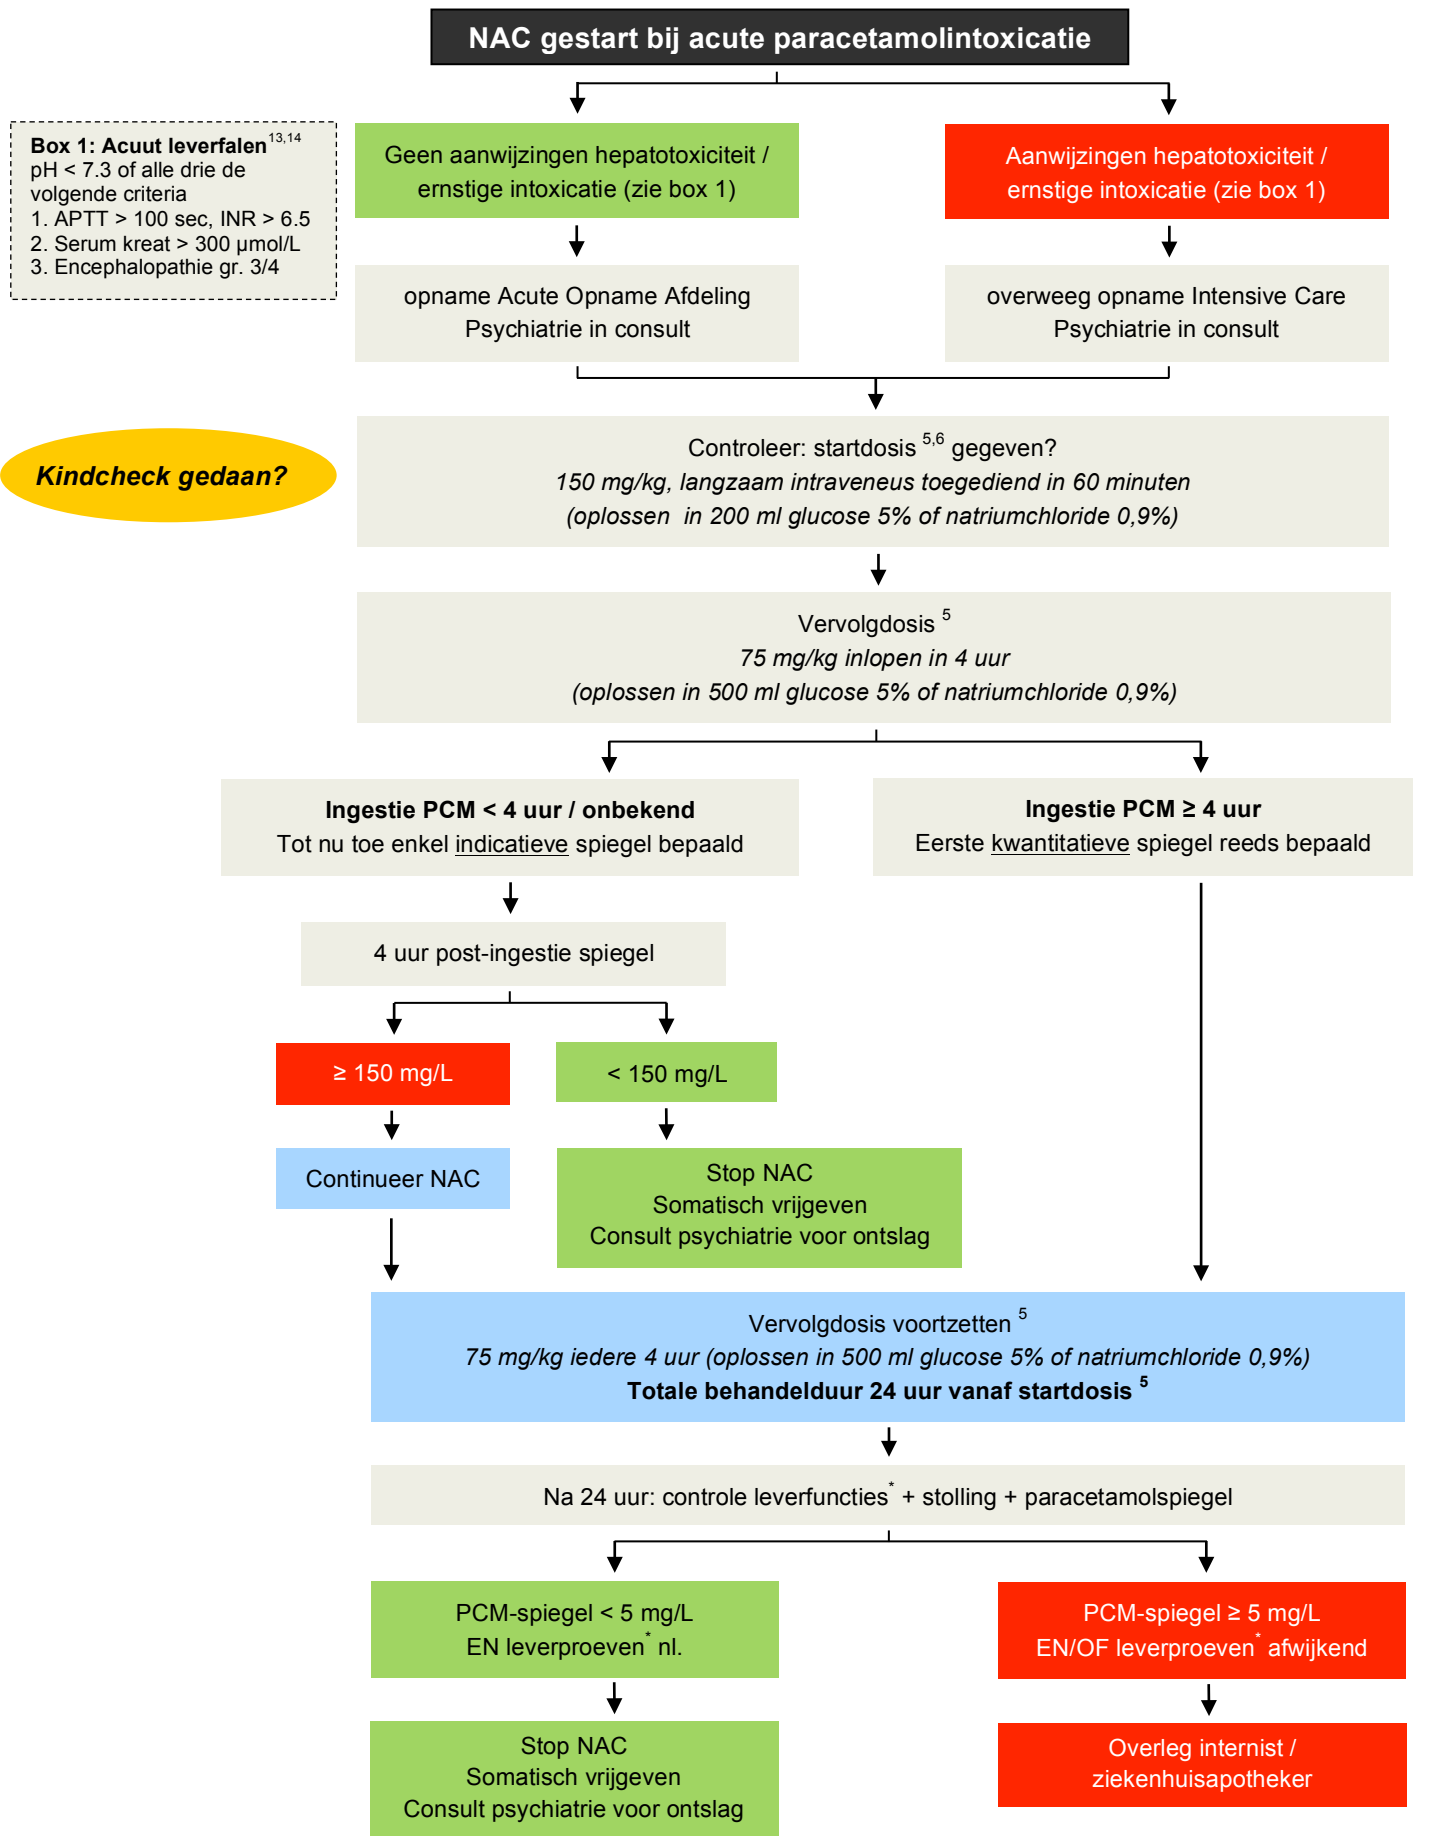 NAC gestart bij acute paracetamolintoxicatie
Box 1: Acuut leverfalen 13,14
pH < 7.3 of alle drie de
volgende criteria
1. APTT > 100 sec, INR > 6.5
2. Serum kreat > 300 µmol/L
3. Encephalopathie gr. 3/4
Geen aanwijzingen hepatotoxiciteit /
ernstige intoxicatie (zie box 1)
Aanwijzingen hepatotoxiciteit /
ernstige intoxicatie (zie box 1)
opname Acute Opname Afdeling
Psychiatrie in consult
overweeg opname Intensive Care
Psychiatrie in consult
Kindcheck gedaan?
Controleer: startdosis 5,6 gegeven?
150 mg/kg, langzaam intraveneus toegediend in 60 minuten
(oplossen in 200 ml glucose 5% of natriumchloride 0,9%)
Vervolgdosis 5
75 mg/kg inlopen in 4 uur
(oplossen in 500 ml glucose 5% of natriumchloride 0,9%)
Ingestie PCM < 4 uur / onbekend
Tot nu toe enkel indicatieve spiegel bepaald
Ingestie PCM ≥ 4 uur
Eerste kwantitatieve spiegel reeds bepaald
4 uur post-ingestie spiegel
≥ 150 mg/L
< 150 mg/L
Continueer NAC
Stop NAC
Somatisch vrijgeven
Consult psychiatrie voor ontslag
Vervolgdosis voortzetten 5
75 mg/kg iedere 4 uur (oplossen in 500 ml glucose 5% of natriumchloride 0,9%)
Totale behandelduur 24 uur vanaf startdosis 5
Na 24 uur: controle leverfuncties* + stolling + paracetamolspiegel
PCM-spiegel < 5 mg/L
EN leverproeven* nl.
PCM-spiegel ≥ 5 mg/L
EN/OF leverproeven* afwijkend
Stop NAC
Somatisch vrijgeven
Consult psychiatrie voor ontslag
Overleg internist /
ziekenhuisapotheker